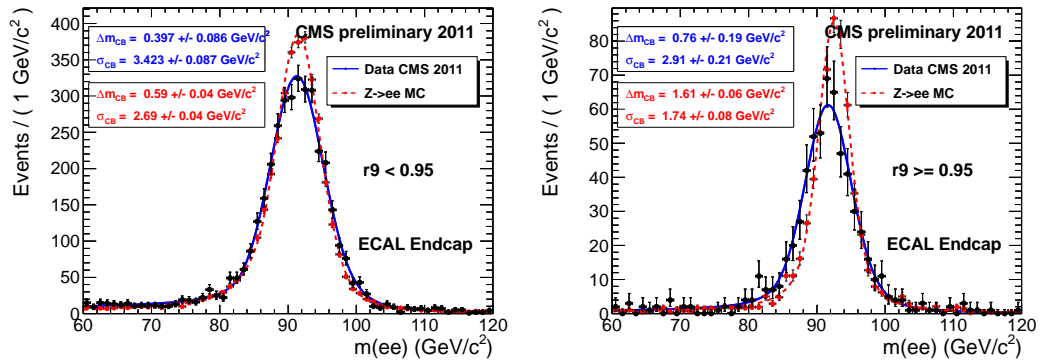 Events / ( 1 GeV/c²)
400
350
300
250
200
150
100
50
0
Δm_CB = 0.397 +/- 0.086 GeV/c²
σ_CB = 3.423 +/- 0.087 GeV/c²
Δm_CB = 0.59 +/- 0.04 GeV/c²
σ_CB = 2.69 +/- 0.04 GeV/c²
CMS preliminary 2011
Data CMS 2011
Z->ee MC
r9 < 0.95
ECAL Endcap
60 70 80 90 100 110 120
m(ee) (GeV/c²)
Events / ( 1 GeV/c²)
80
70
60
50
40
30
20
10
0
Δm_CB = 0.76 +/- 0.19 GeV/c²
σ_CB = 2.91 +/- 0.21 GeV/c²
Δm_CB = 1.61 +/- 0.06 GeV/c²
σ_CB = 1.74 +/- 0.08 GeV/c²
CMS preliminary 2011
Data CMS 2011
Z->ee MC
r9 >= 0.95
ECAL Endcap
60 70 80 90 100 110 120
m(ee) (GeV/c²)